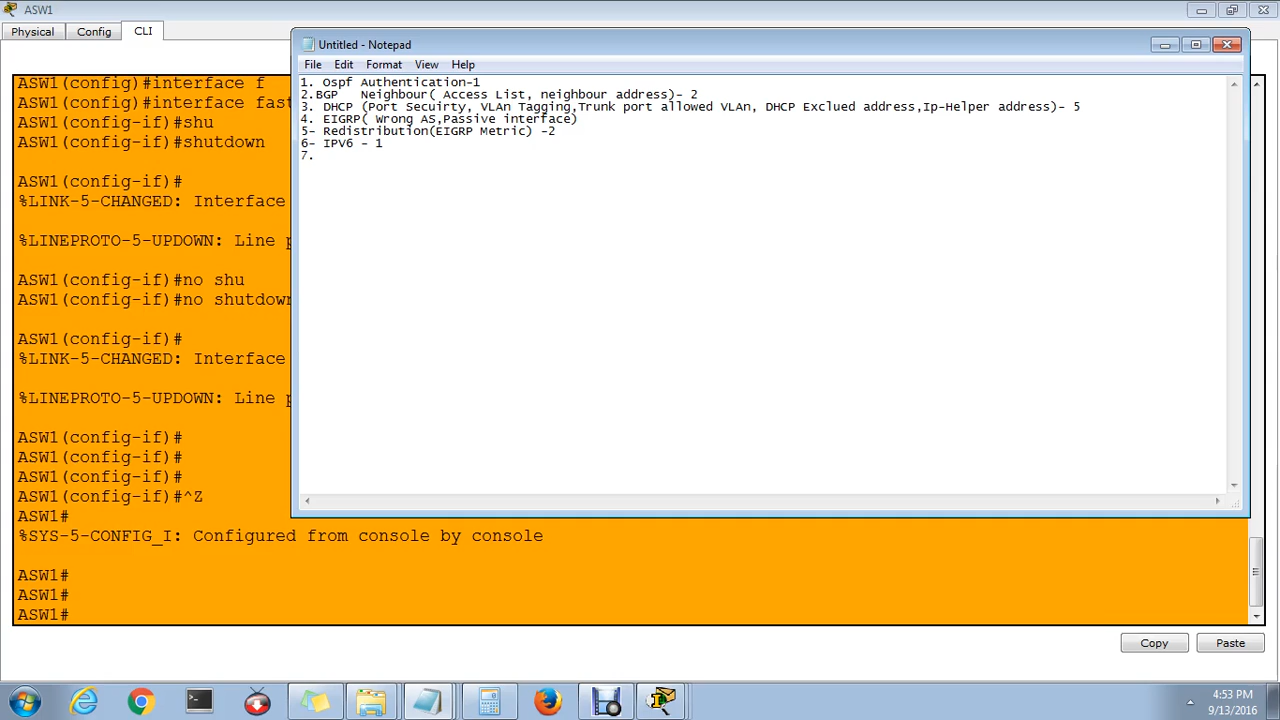 ASW1
Physical
Config
CLI
ASW1(config)#interface f
ASW1(config)#interface fast
ASW1(config-if)#shu
ASW1(config-if)#shutdown
ASW1(config-if)#
%LINK-5-CHANGED: Interface
%LINEPROTO-5-UPDOWN: Line p
ASW1(config-if)#no shu
ASW1(config-if)#no shutdown
ASW1(config-if)#
%LINK-5-CHANGED: Interface
%LINEPROTO-5-UPDOWN: Line p
ASW1(config-if)#
ASW1(config-if)#
ASW1(config-if)#
ASW1(config-if)#^Z
ASW1#
%SYS-5-CONFIG_I: Configured from console by console
ASW1#
ASW1#
ASW1#
Untitled - Notepad
File Edit Format View Help
1. Ospf Authentication-1
2.BGP   Neighbour( Access List, neighbour address)- 2
3. DHCP (Port Secuirty, VLAn Tagging,Trunk port allowed VLAn, DHCP Exclued address,Ip-Helper address)- 5
4. EIGRP( Wrong AS,Passive interface)
5- Redistribution(EIGRP Metric) -2
6- IPV6 - 1
7.
Copy
Paste
4:53 PM
9/13/2016